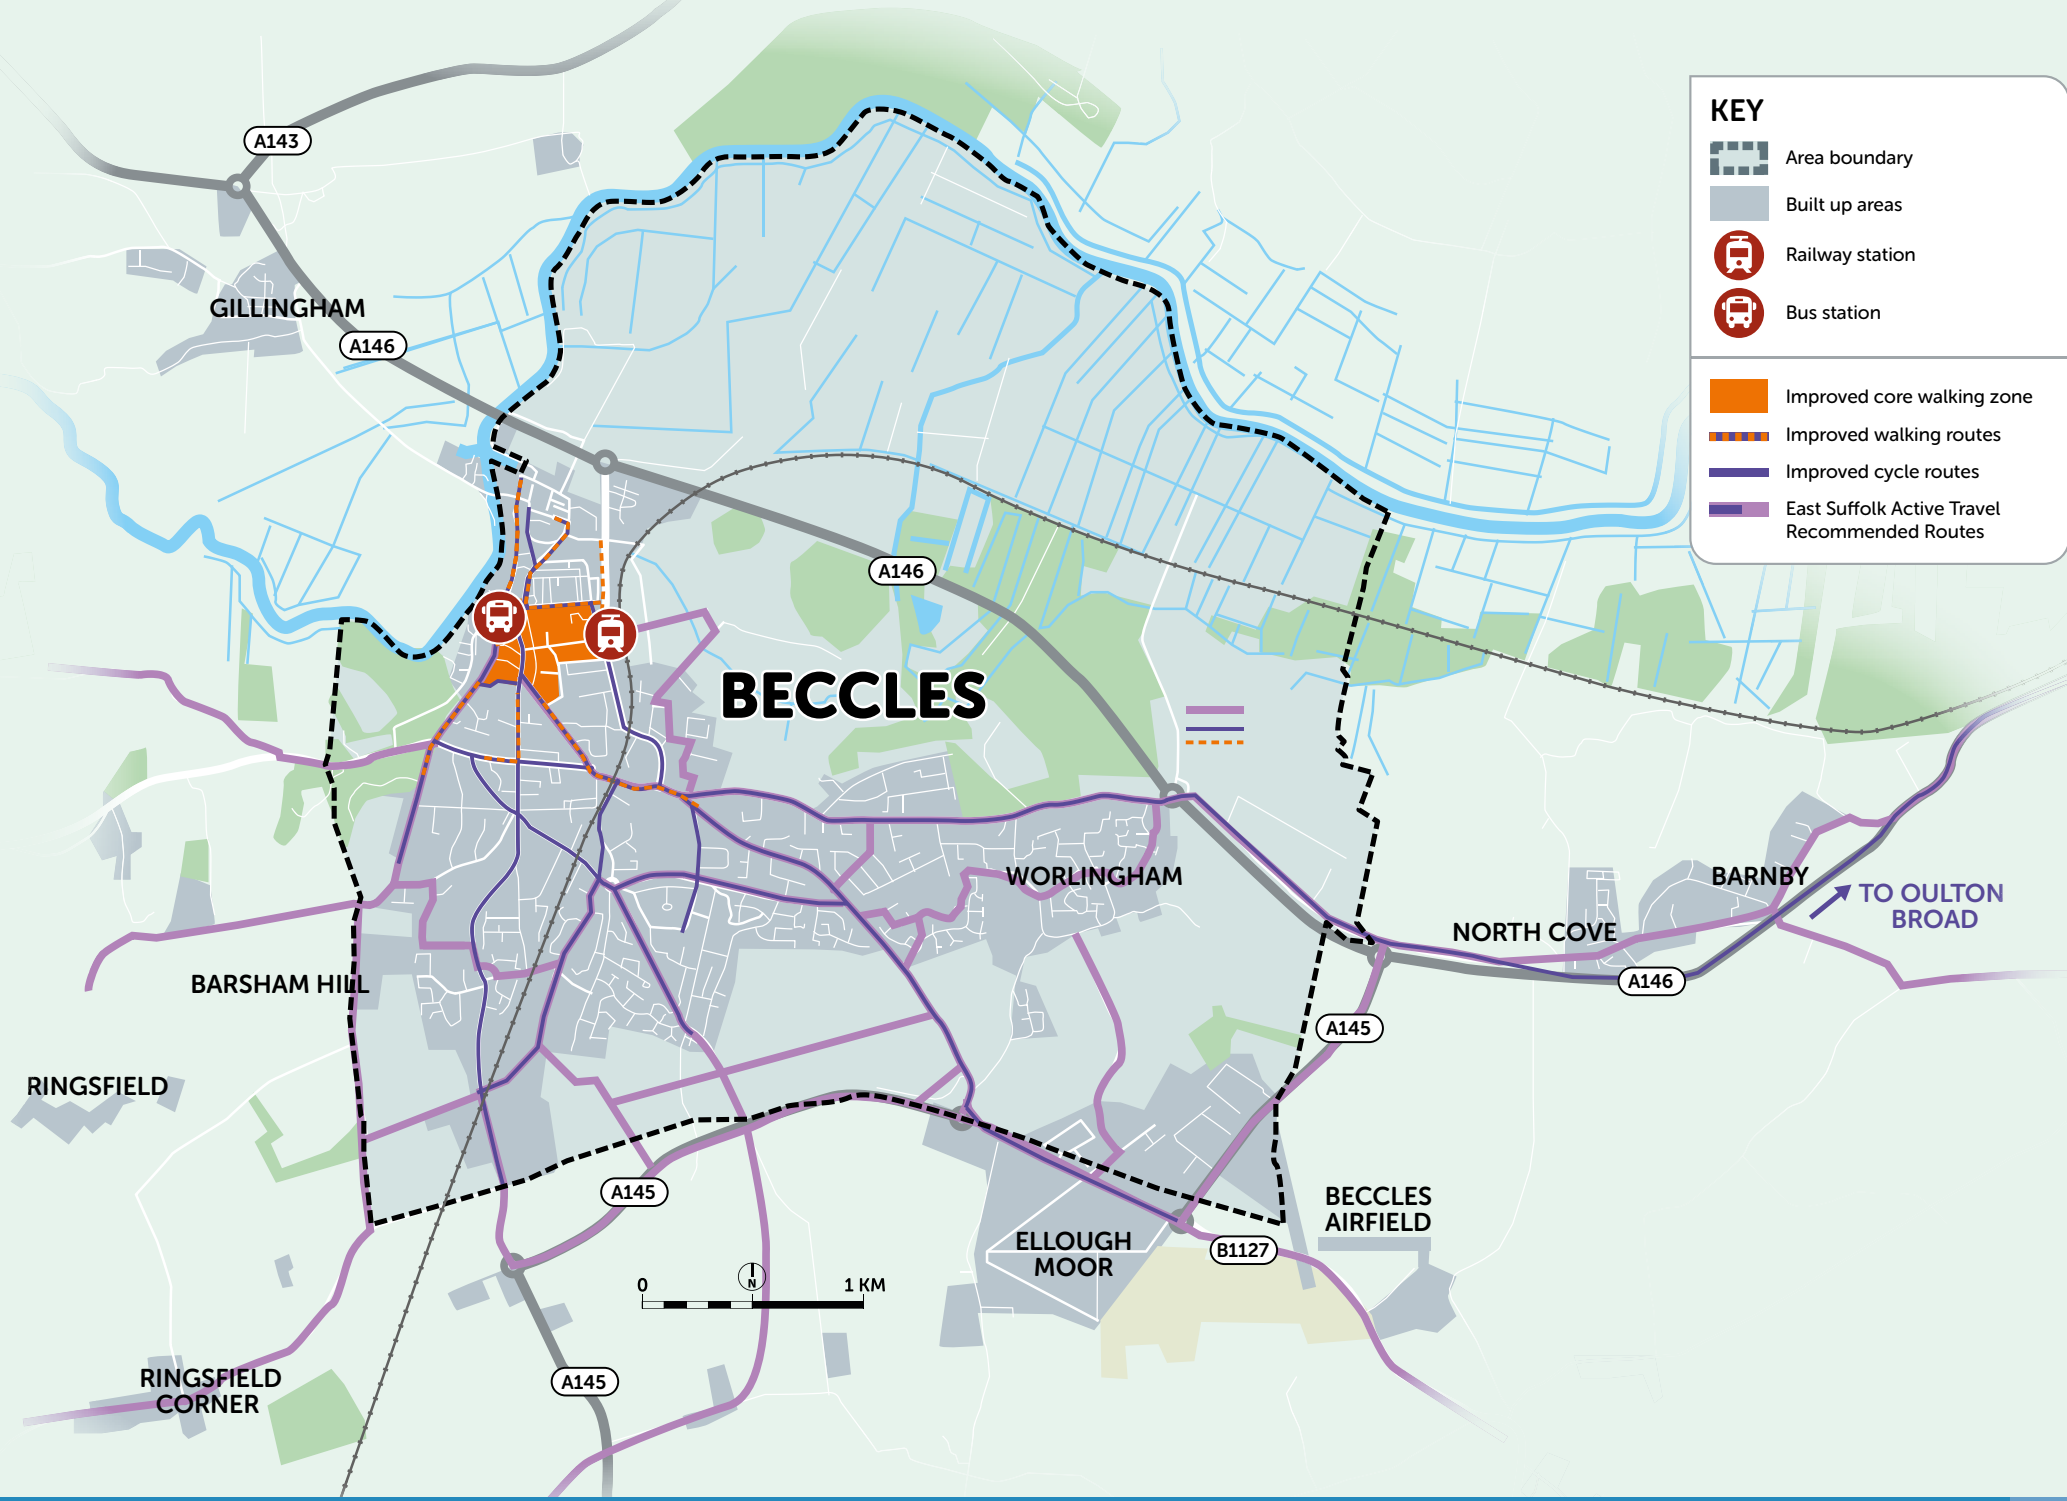 KEY
Area boundary
Built up areas
Railway station
Bus station
Improved core walking zone
Improved walking routes
Improved cycle routes
East Suffolk Active Travel
Recommended Routes
A143
GILLINGHAM
A146
A146
BECCLES
WORLINGHAM
BARNBY
TO OULTON
BROAD
NORTH COVE
A146
BARSHAM HILL
A145
RINGSFIELD
A145
BECCLES
AIRFIELD
ELLOUGH
MOOR
B1127
0
N
1 KM
RINGSFIELD
CORNER
A145